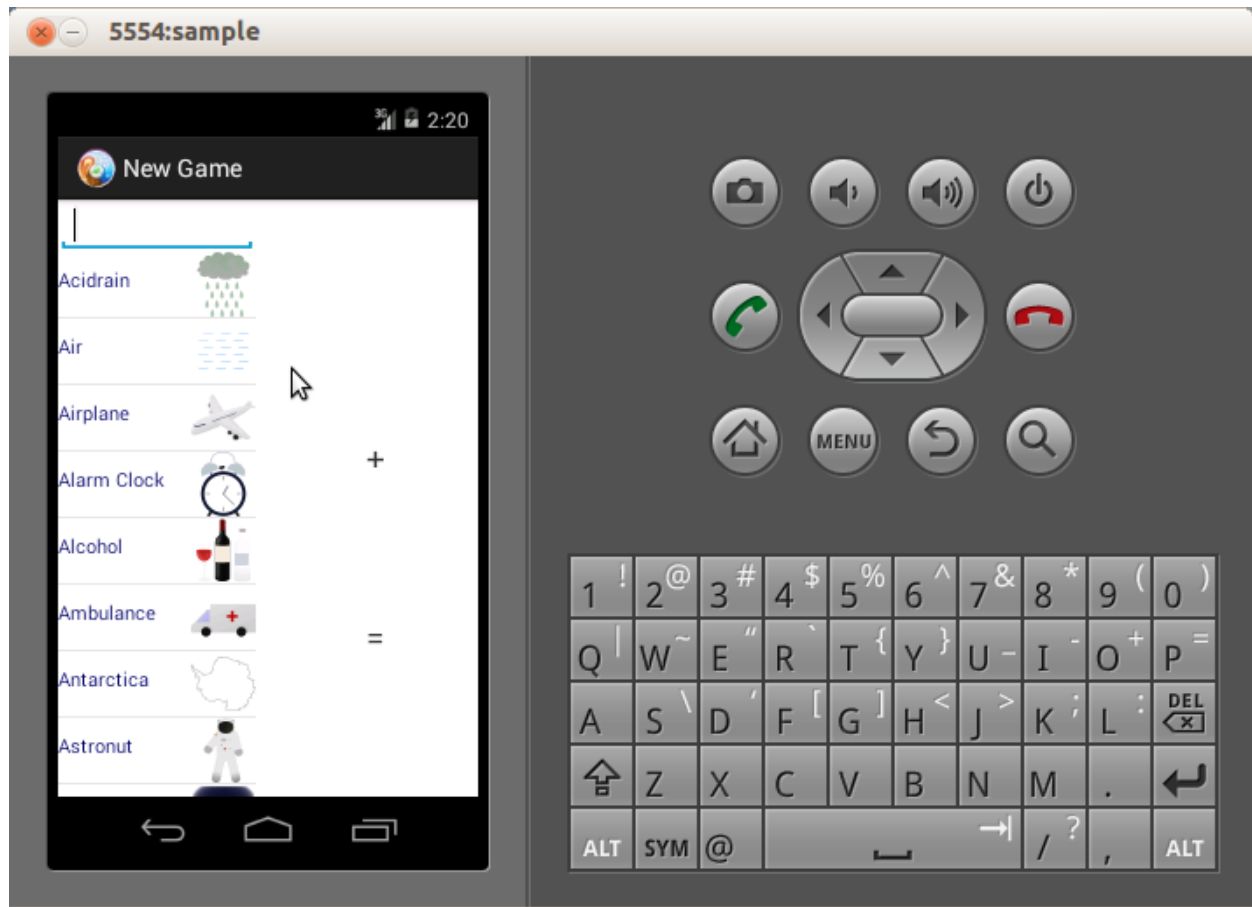 5554:sample
3G 2:20
New Game
Acidrain
Air
Airplane
+
Alarm Clock
Alcohol
Ambulance
=
Antarctica
Astronut
MENU
1 ! 2 @ 3 # 4 $ 5 % 6 ^ 7 & 8 * 9 ( 0 )
Q | W ~ E " R ` T { Y } U _ I - O + P =
A S \ D ' F [ G ] H < J > K ; L : DEL
Z X C V B N M .
ALT SYM @ / ? , ALT